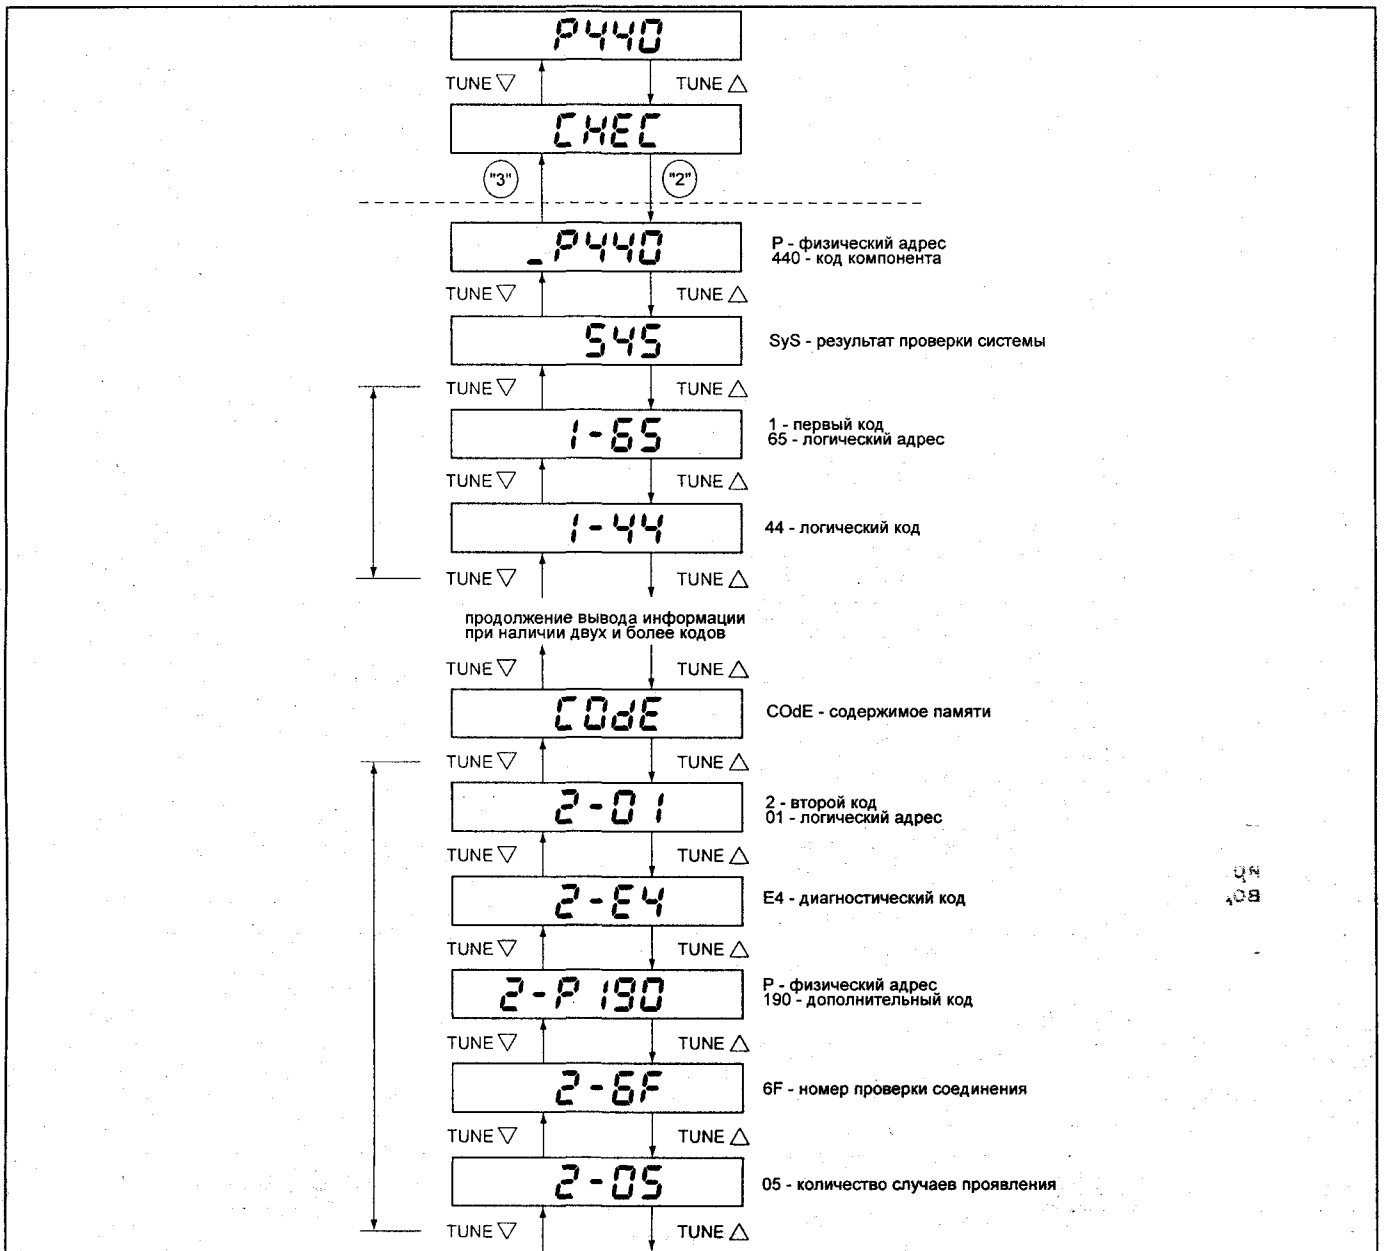 P440
TUNE ▽ TUNE △
CHEC
"3" "2"
_P440
P - физический адрес
440 - код компонента
TUNE ▽ TUNE △
SYS
SyS - результат проверки системы
TUNE ▽ TUNE △
1-65
1 - первый код
65 - логический адрес
TUNE ▽ TUNE △
1-44
44 - логический код
TUNE ▽ TUNE △
продолжение вывода информации
при наличии двух и более кодов
TUNE ▽ TUNE △
COdE
COdE - содержимое памяти
TUNE ▽ TUNE △
2-01
2 - второй код
01 - логический адрес
TUNE ▽ TUNE △
2-E4
E4 - диагностический код
TUNE ▽ TUNE △
2-P190
P - физический адрес
190 - дополнительный код
TUNE ▽ TUNE △
2-6F
6F - номер проверки соединения
TUNE ▽ TUNE △
2-05
05 - количество случаев проявления
TUNE ▽ TUNE △